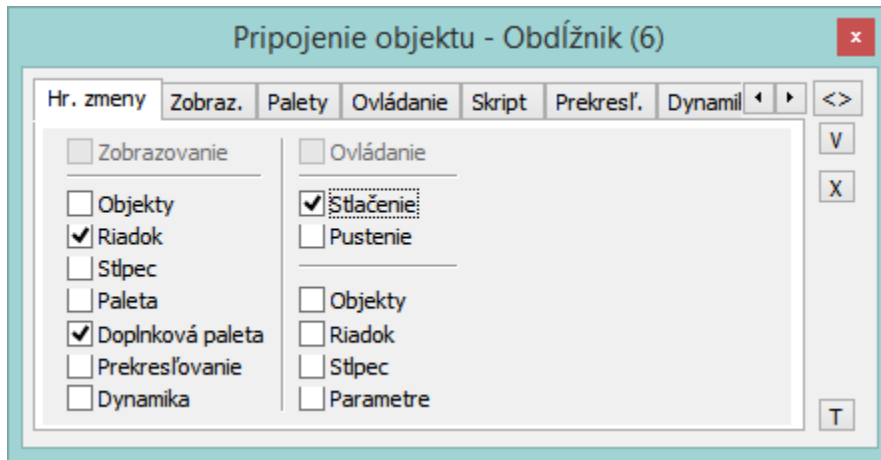 Pripojenie objektu - Obdĺžnik (6)
x
Hr. zmeny Zobraz. Palety Ovládanie Skript Prekresľ. Dynamil
<>
V
X
T
Zobrazovanie
Objekty
Riadok
Stĺpec
Paleta
Doplnková paleta
Prekresľovanie
Dynamika
Ovládanie
Stlačenie
Pustenie
Objekty
Riadok
Stĺpec
Parametre